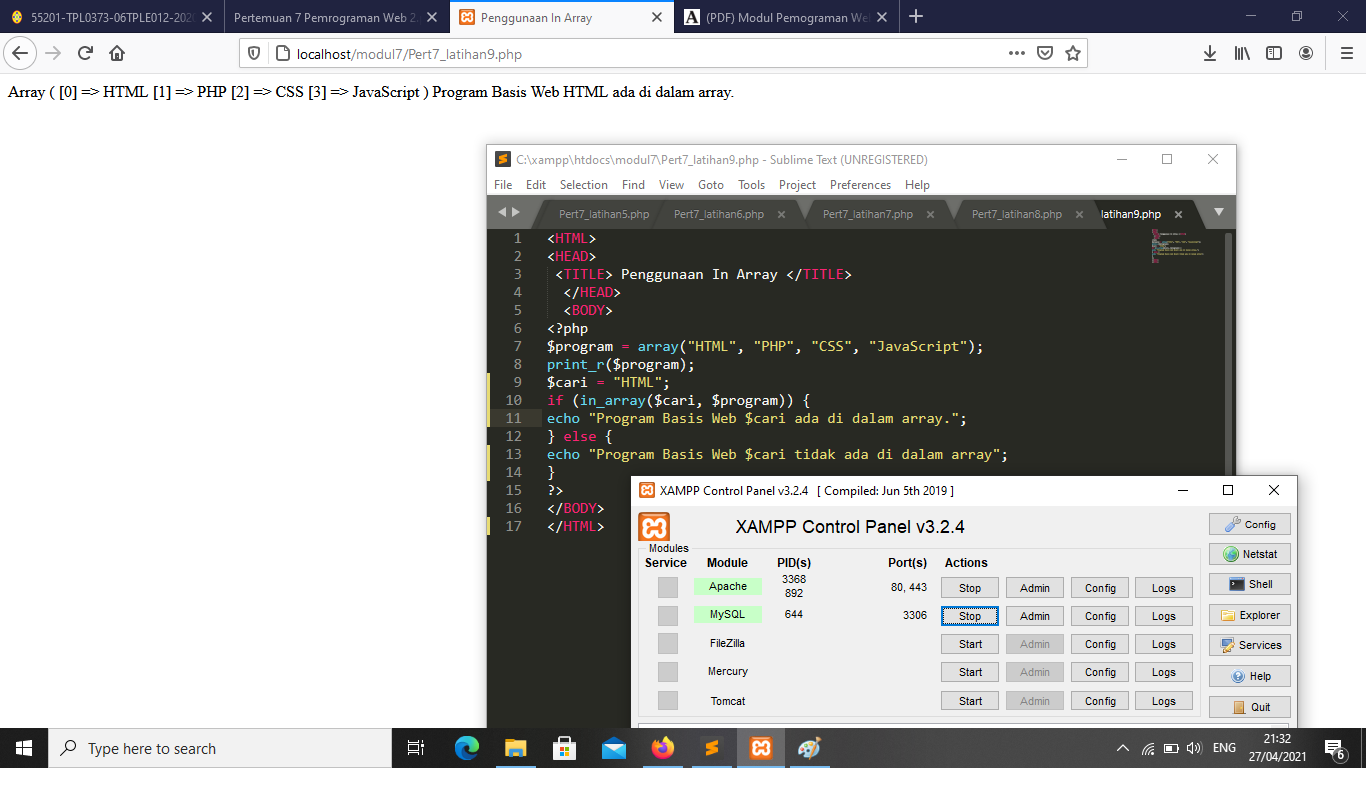 55201-TPL0373-06TPLE012-202
Pertemuan 7 Pemrograman Web 2.
Penggunaan In Array
(PDF) Modul Pemograman We
localhost/modul7/Pert7_latihan9.php
Array ( [0] => HTML [1] => PHP [2] => CSS [3] => JavaScript ) Program Basis Web HTML ada di dalam array.
C:\xampp\htdocs\modul7\Pert7_latihan9.php - Sublime Text (UNREGISTERED)
File Edit Selection Find View Goto Tools Project Preferences Help
Pert7_latihan5.php Pert7_latihan6.php Pert7_latihan7.php Pert7_latihan8.php latihan9.php
1 <HTML>
2 <HEAD>
3 <TITLE> Penggunaan In Array </TITLE>
4 </HEAD>
5 <BODY>
6 <?php
7 $program = array("HTML", "PHP", "CSS", "JavaScript");
8 print_r($program);
9 $cari = "HTML";
10 if (in_array($cari, $program)) {
11 echo "Program Basis Web $cari ada di dalam array.";
12 } else {
13 echo "Program Basis Web $cari tidak ada di dalam array";
14 }
15 ?>
16 </BODY>
17 </HTML>
XAMPP Control Panel v3.2.4 [ Compiled: Jun 5th 2019 ]
XAMPP Control Panel v3.2.4
Config
Modules
Netstat
Service Module PID(s) Port(s) Actions
Apache 3368 892 80, 443 Stop Admin Config Logs
Shell
MySQL 644 3306 Stop Admin Config Logs
Explorer
FileZilla Start Admin Config Logs
Services
Mercury Start Admin Config Logs
Help
Tomcat Start Admin Config Logs
Quit
Type here to search
ENG
21:32
27/04/2021
6